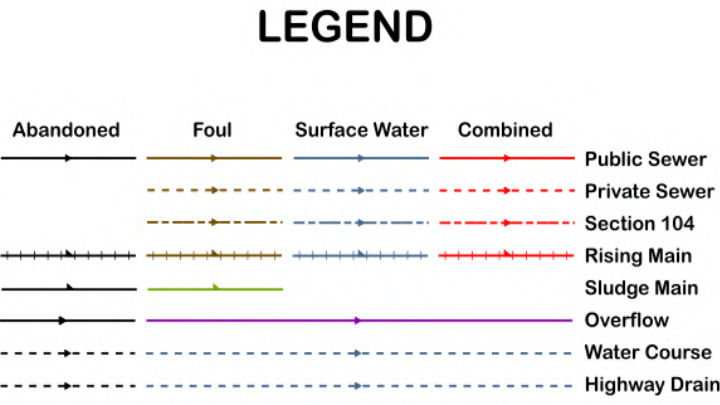 LEGEND
Abandoned Foul Surface Water Combined
Public Sewer
Private Sewer
Section 104
Rising Main
Sludge Main
Overflow
Water Course
Highway Drain